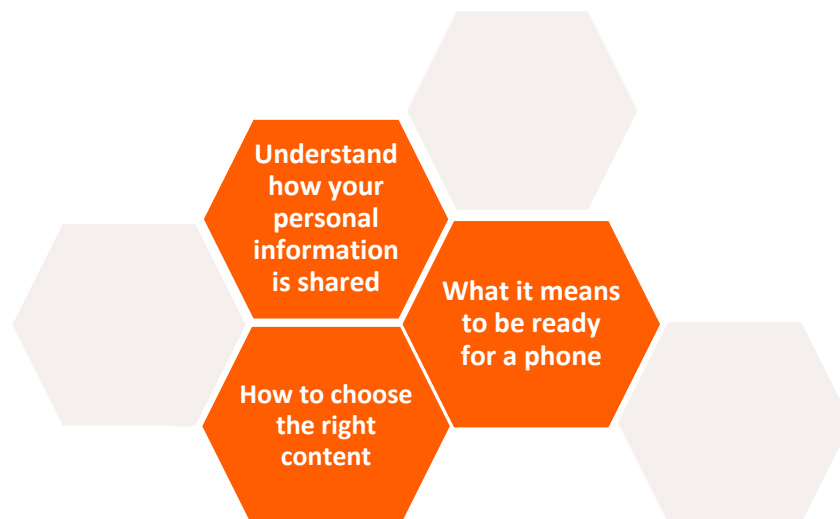 Understand
how your
personal
information
is shared
What it means
to be ready
for a phone
How to choose
the right
content